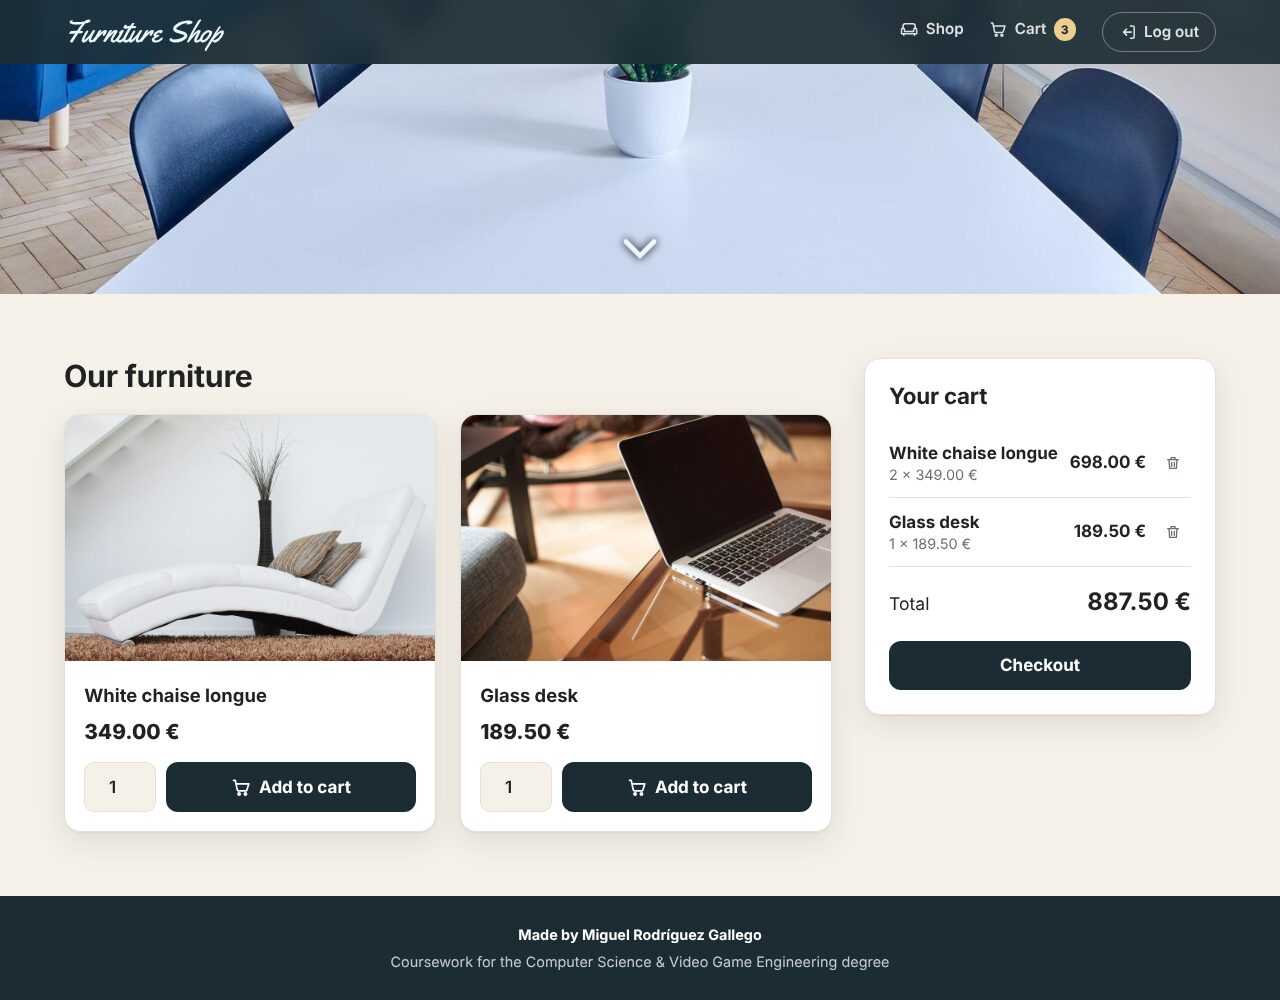 Furniture Shop
Shop
Cart 3
Log out
Our furniture
White chaise longue
349.00 €
1
Add to cart
Glass desk
189.50 €
1
Add to cart
Your cart
White chaise longue
698.00 €
2 × 349.00 €
Glass desk
189.50 €
1 × 189.50 €
Total
887.50 €
Checkout
Made by Miguel Rodríguez Gallego
Coursework for the Computer Science & Video Game Engineering degree